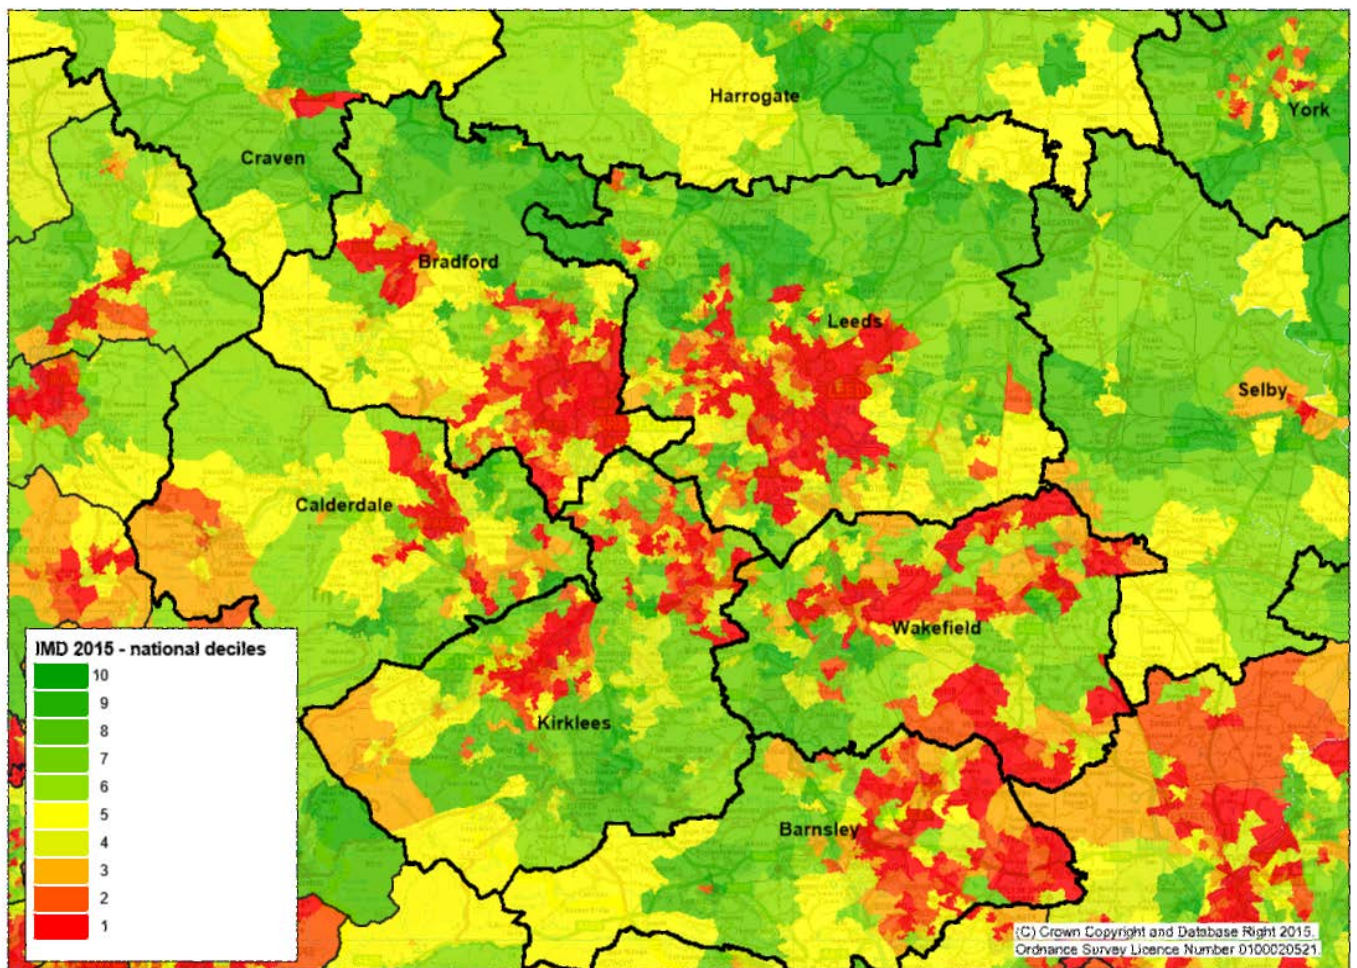 Harrogate
York
Craven
Bradford
Leeds
Selby
Calderdale
Wakefield
Kirklees
Barnsley
IMD 2015 - national deciles
10
9
8
7
6
5
4
3
2
1
(C) Crown Copyright and Database Right 2015.
Ordnance Survey Licence Number 0100020521.